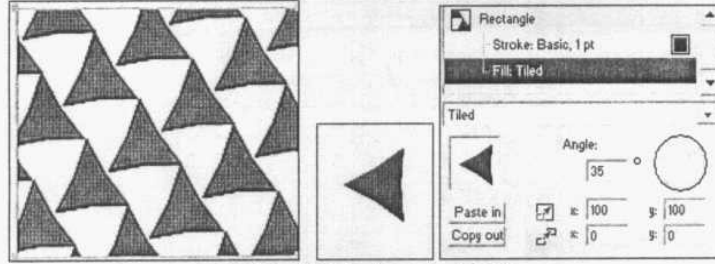 Rectangle
Stroke: Basic, 1 pt
Fill: Tiled
Tiled
Angle:
35 °
Paste in
x: 100 y: 100
Copy out
x: 0 y: 0